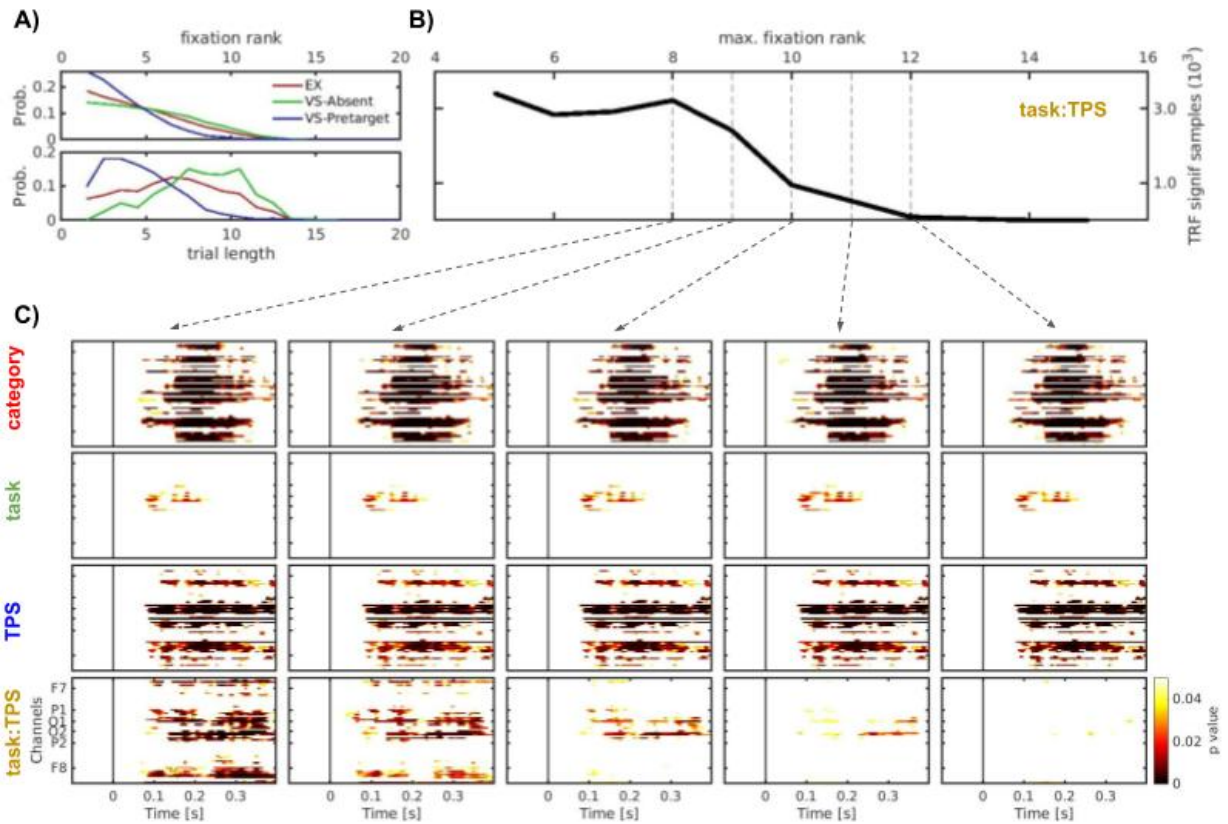 A)
fixation rank
0 5 10 15 20
Prob.
0.2
0.1
0
EX
VS-Absent
VS-Pretarget
Prob.
0.2
0.1
0
0 5 10 15 20
trial length
B)
max. fixation rank
4 6 8 10 12 14 16
task:TPS
3.0
1.0
TRF signif samples (10³)
C)
category
task
TPS
task:TPS
Channels
F7
P1
O1
O2
P2
F8
0 0.1 0.2 0.3
Time [s]
0 0.1 0.2 0.3
Time [s]
0 0.1 0.2 0.3
Time [s]
0 0.1 0.2 0.3
Time [s]
0 0.1 0.2 0.3
Time [s]
0.04
0.02
0
p value